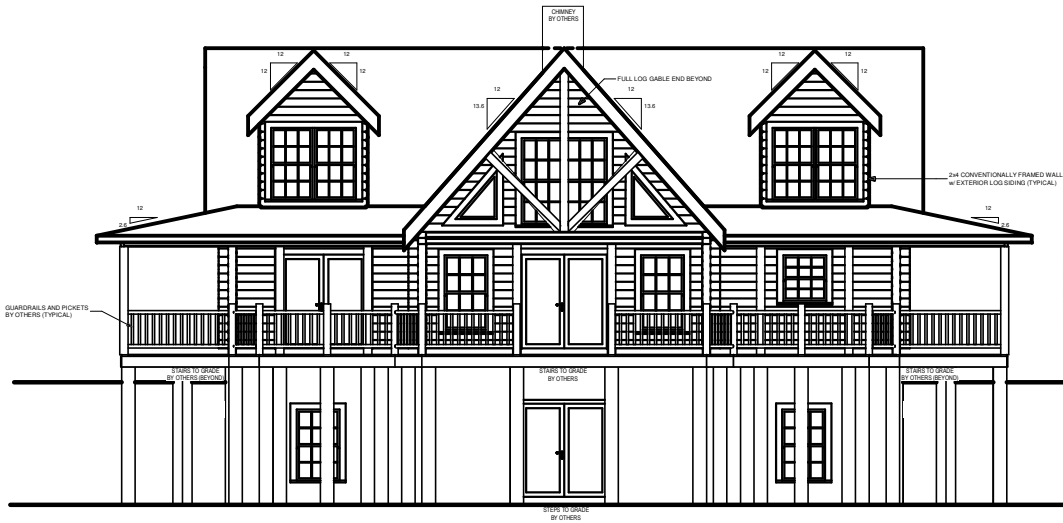 CHIMNEY
BY OTHERS
12
12
12
12
12
12
12
12
FULL LOG GABLE END BEYOND
12
12
13.6
13.6
2x4 CONVENTIONALLY FRAMED WALL
w/ EXTERIOR LOG SIDING (TYPICAL)
12
2.6
12
2.6
GUARDRAILS AND PICKETS
BY OTHERS (TYPICAL)
STAIRS TO GRADE
BY OTHERS (BEYOND)
STAIRS TO GRADE
BY OTHERS
STAIRS TO GRADE
BY OTHERS (BEYOND)
STEPS TO GRADE
BY OTHERS